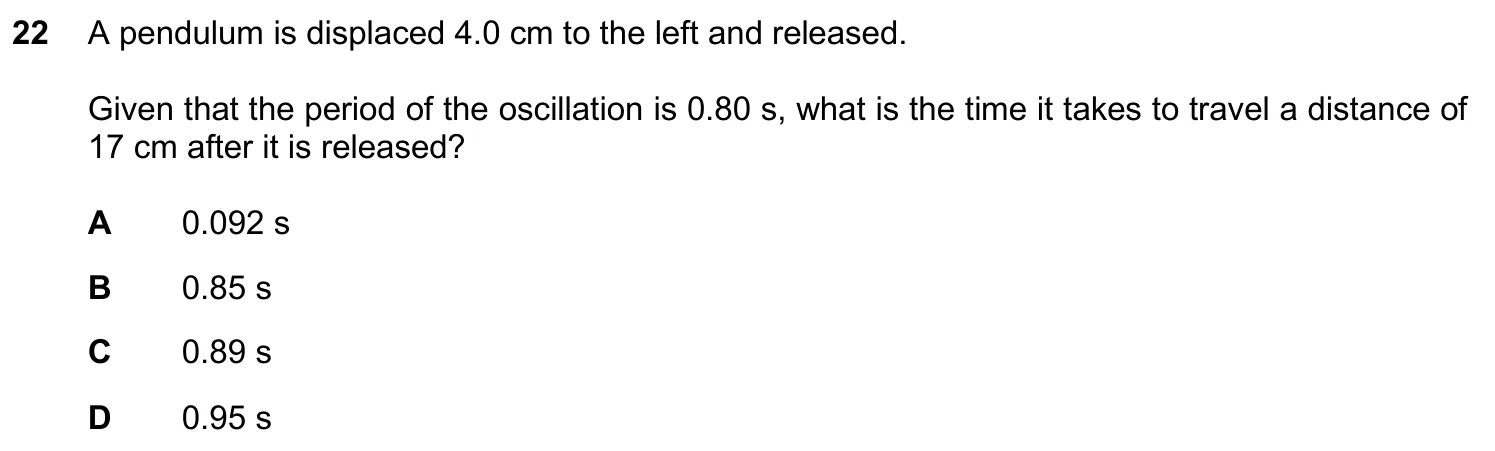 22 A pendulum is displaced 4.0 cm to the left and released.
Given that the period of the oscillation is 0.80 s, what is the time it takes to travel a distance of
17 cm after it is released?
A 0.092 s
B 0.85 s
C 0.89 s
D 0.95 s